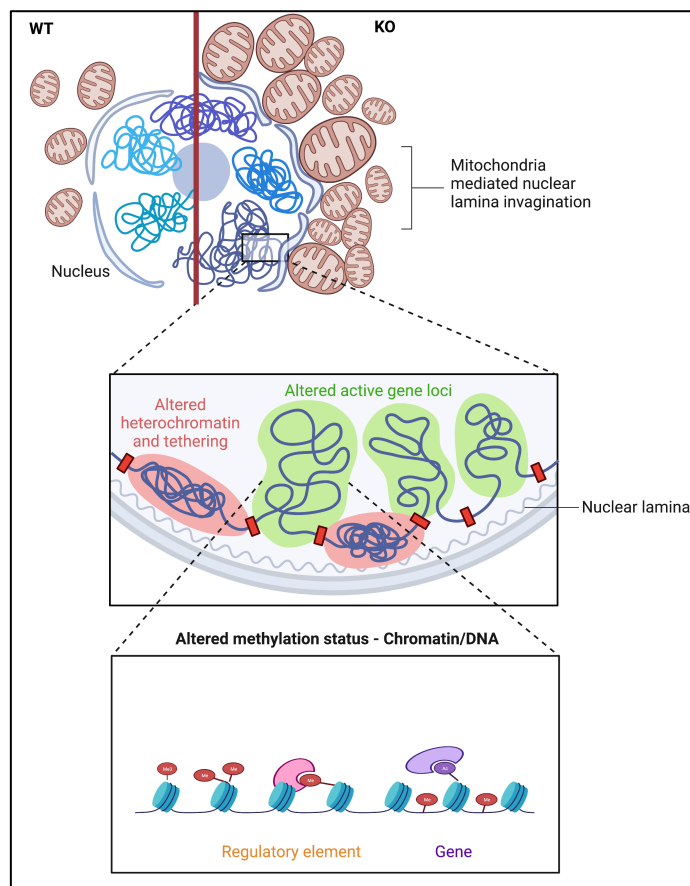 WT
KO
Mitochondria
mediated nuclear
lamina invagination
Nucleus
Altered
heterochromatin
and tethering
Altered active gene loci
Nuclear lamina
Altered methylation status - Chromatin/DNA
Me3
Me
Me
Me
Ac
Me
Me
Regulatory element
Gene